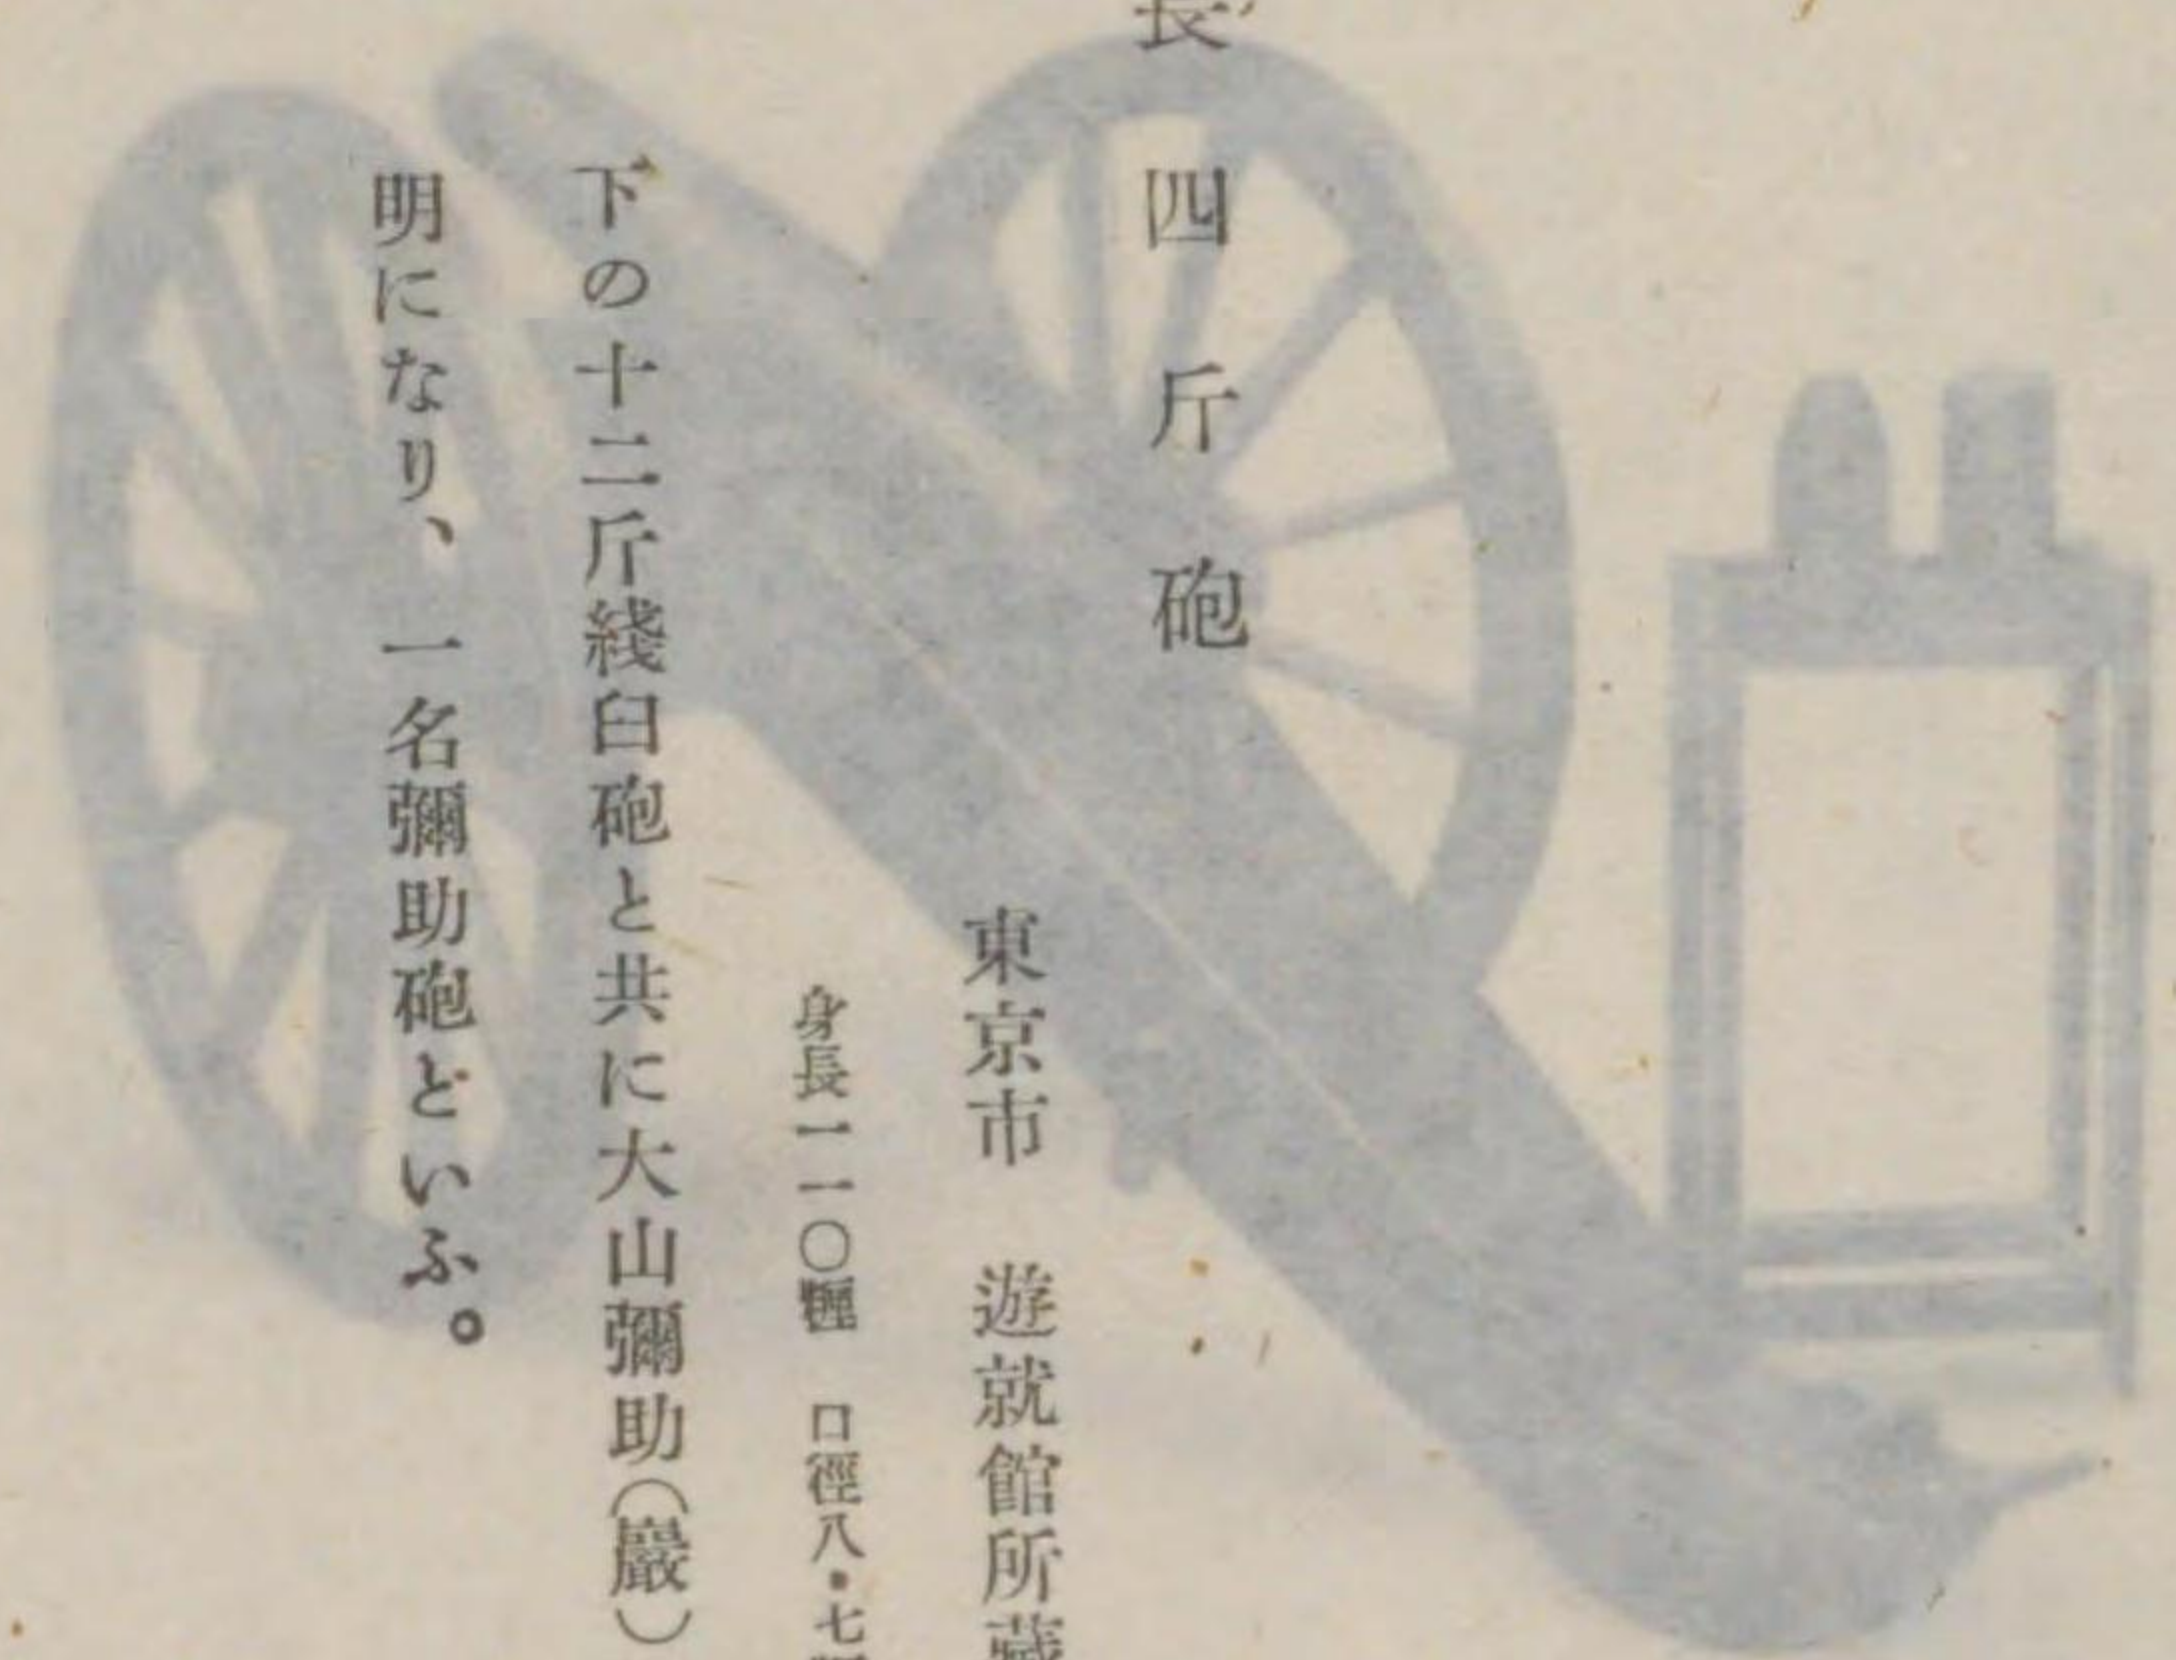 長四斤砲
東京市 遊就館所藏
身長一一〇糎 口徑八・七
下の十二斤綫臼砲と共に大山彌助(巖)
明になり、一名彌助砲といふ。